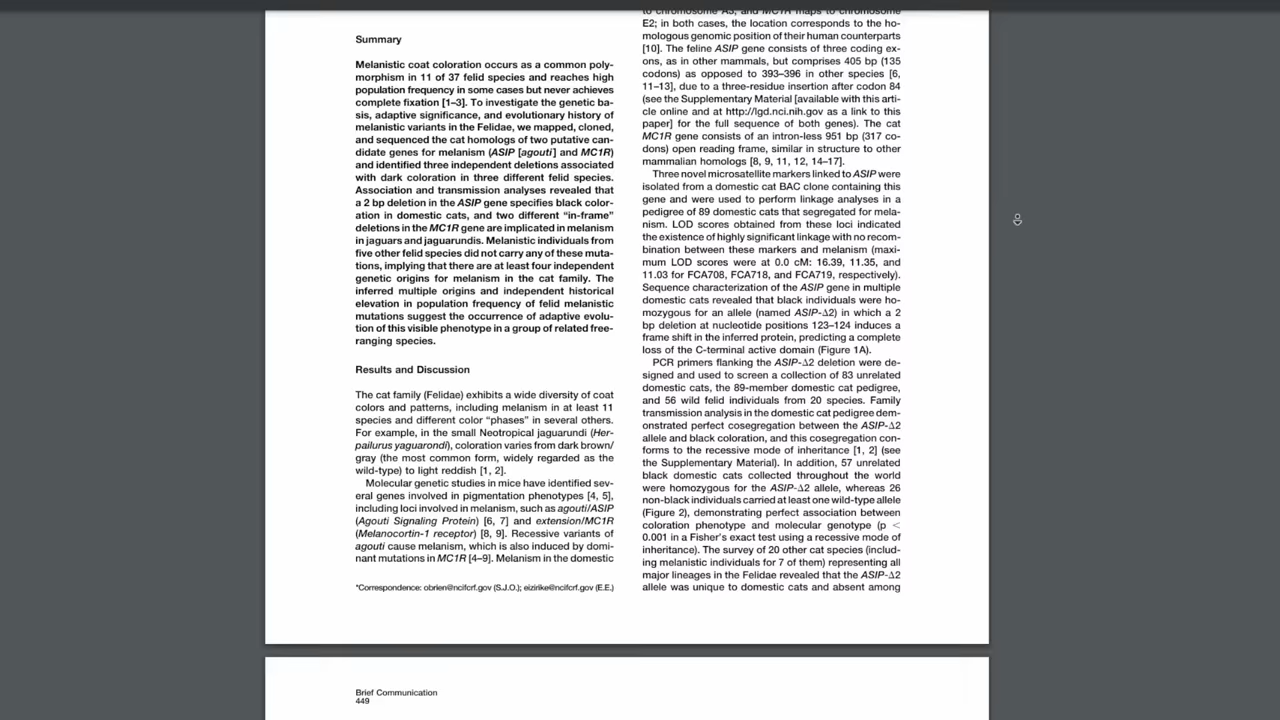 Summary
Melanistic coat coloration occurs as a common poly-
morphism in 11 of 37 felid species and reaches high
population frequency in some cases but never achieves
complete fixation [1–3]. To investigate the genetic ba-
sis, adaptive significance, and evolutionary history of
melanistic variants in the Felidae, we mapped, cloned,
and sequenced the cat homologs of two putative can-
didate genes for melanism (ASIP [agouti] and MC1R)
and identified three independent deletions associated
with dark coloration in three different felid species.
Association and transmission analyses revealed that
a 2 bp deletion in the ASIP gene specifies black color-
ation in domestic cats, and two different “in-frame”
deletions in the MC1R gene are implicated in melanism
in jaguars and jaguarundis. Melanistic individuals from
five other felid species did not carry any of these muta-
tions, implying that there are at least four independent
genetic origins for melanism in the cat family. The
inferred multiple origins and independent historical
elevation in population frequency of felid melanistic
mutations suggest the occurrence of adaptive evolu-
tion of this visible phenotype in a group of related free-
ranging species.
Results and Discussion
The cat family (Felidae) exhibits a wide diversity of coat
colors and patterns, including melanism in at least 11
species and different color “phases” in several others.
For example, in the small Neotropical jaguarundi (Her-
pailurus yaguarondi), coloration varies from dark brown/
gray (the most common form, widely regarded as the
wild-type) to light reddish [1, 2].
Molecular genetic studies in mice have identified sev-
eral genes involved in pigmentation phenotypes [4, 5],
including loci involved in melanism, such as agouti/ASIP
(Agouti Signaling Protein) [6, 7] and extension/MC1R
(Melanocortin-1 receptor) [8, 9]. Recessive variants of
agouti cause melanism, which is also induced by domi-
nant mutations in MC1R [4–9]. Melanism in the domestic
*Correspondence: obrien@ncifcrf.gov (S.J.O.); eizirike@ncifcrf.gov (E.E.)
to chromosome A3, and MC1R maps to chromosome
E2; in both cases, the location corresponds to the ho-
mologous genomic position of their human counterparts
[10]. The feline ASIP gene consists of three coding ex-
ons, as in other mammals, but comprises 405 bp (135
codons) as opposed to 393–396 in other species [6,
11–13], due to a three-residue insertion after codon 84
(see the Supplementary Material [available with this arti-
cle online and at http://lgd.nci.nih.gov as a link to this
paper] for the full sequence of both genes). The cat
MC1R gene consists of an intron-less 951 bp (317 co-
dons) open reading frame, similar in structure to other
mammalian homologs [8, 9, 11, 12, 14–17].
Three novel microsatellite markers linked to ASIP were
isolated from a domestic cat BAC clone containing this
gene and were used to perform linkage analyses in a
pedigree of 89 domestic cats that segregated for mela-
nism. LOD scores obtained from these loci indicated
the existence of highly significant linkage with no recom-
bination between these markers and melanism (maxi-
mum LOD scores were at 0.0 cM: 16.39, 11.35, and
11.03 for FCA708, FCA718, and FCA719, respectively).
Sequence characterization of the ASIP gene in multiple
domestic cats revealed that black individuals were ho-
mozygous for an allele (named ASIP-Δ2) in which a 2
bp deletion at nucleotide positions 123–124 induces a
frame shift in the inferred protein, predicting a complete
loss of the C-terminal active domain (Figure 1A).
PCR primers flanking the ASIP-Δ2 deletion were de-
signed and used to screen a collection of 83 unrelated
domestic cats, the 89-member domestic cat pedigree,
and 56 wild felid individuals from 20 species. Family
transmission analysis in the domestic cat pedigree dem-
onstrated perfect cosegregation between the ASIP-Δ2
allele and black coloration, and this cosegregation con-
forms to the recessive mode of inheritance [1, 2] (see
the Supplementary Material). In addition, 57 unrelated
black domestic cats collected throughout the world
were homozygous for the ASIP-Δ2 allele, whereas 26
non-black individuals carried at least one wild-type allele
(Figure 2), demonstrating perfect association between
coloration phenotype and molecular genotype (p <
0.001 in a Fisher’s exact test using a recessive mode of
inheritance). The survey of 20 other cat species (includ-
ing melanistic individuals for 7 of them) representing all
major lineages in the Felidae revealed that the ASIP-Δ2
allele was unique to domestic cats and absent among
Brief Communication
449